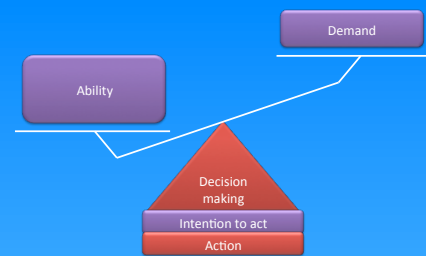 Demand
Ability
Decision
making
Intention to act
Action